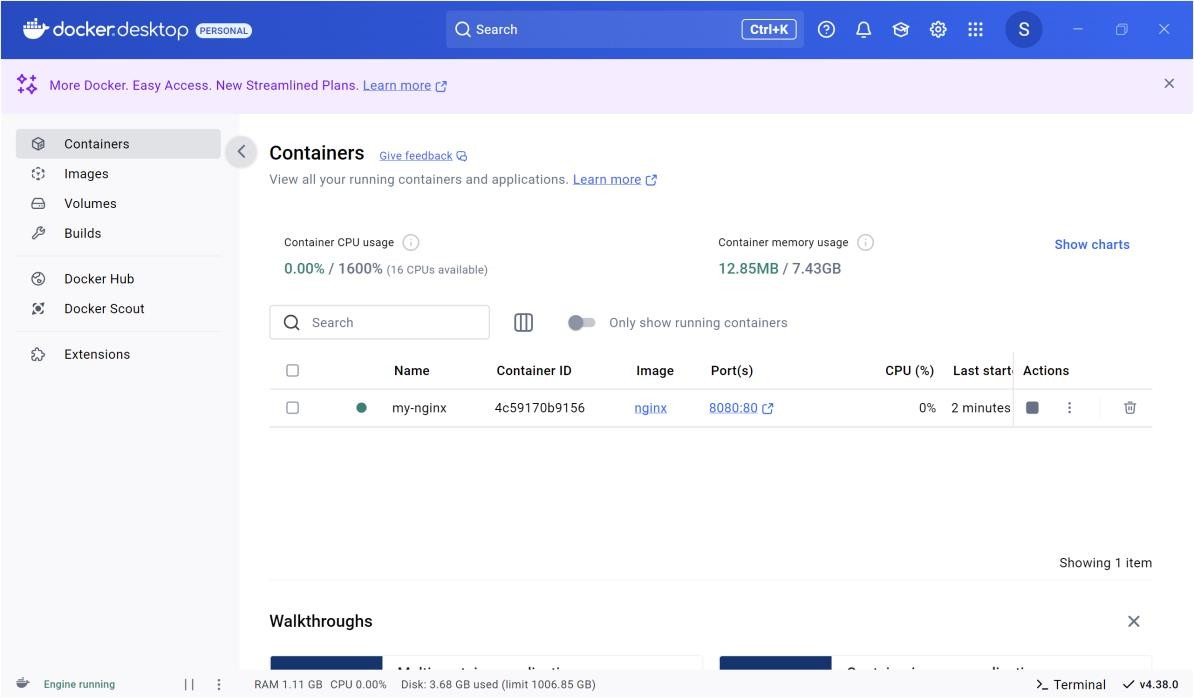 docker.desktop PERSONAL
Search
Ctrl+K
S
More Docker. Easy Access. New Streamlined Plans. Learn more
Containers
Images
Volumes
Builds
Docker Hub
Docker Scout
Extensions
Containers Give feedback
View all your running containers and applications. Learn more
Container CPU usage
0.00% / 1600% (16 CPUs available)
Container memory usage
12.85MB / 7.43GB
Show charts
Search
Only show running containers
Name Container ID Image Port(s) CPU (%) Last start Actions
my-nginx 4c59170b9156 nginx 8080:80 0% 2 minutes
Showing 1 item
Walkthroughs
Engine running
RAM 1.11 GB CPU 0.00% Disk: 3.68 GB used (limit 1006.85 GB)
Terminal
v4.38.0